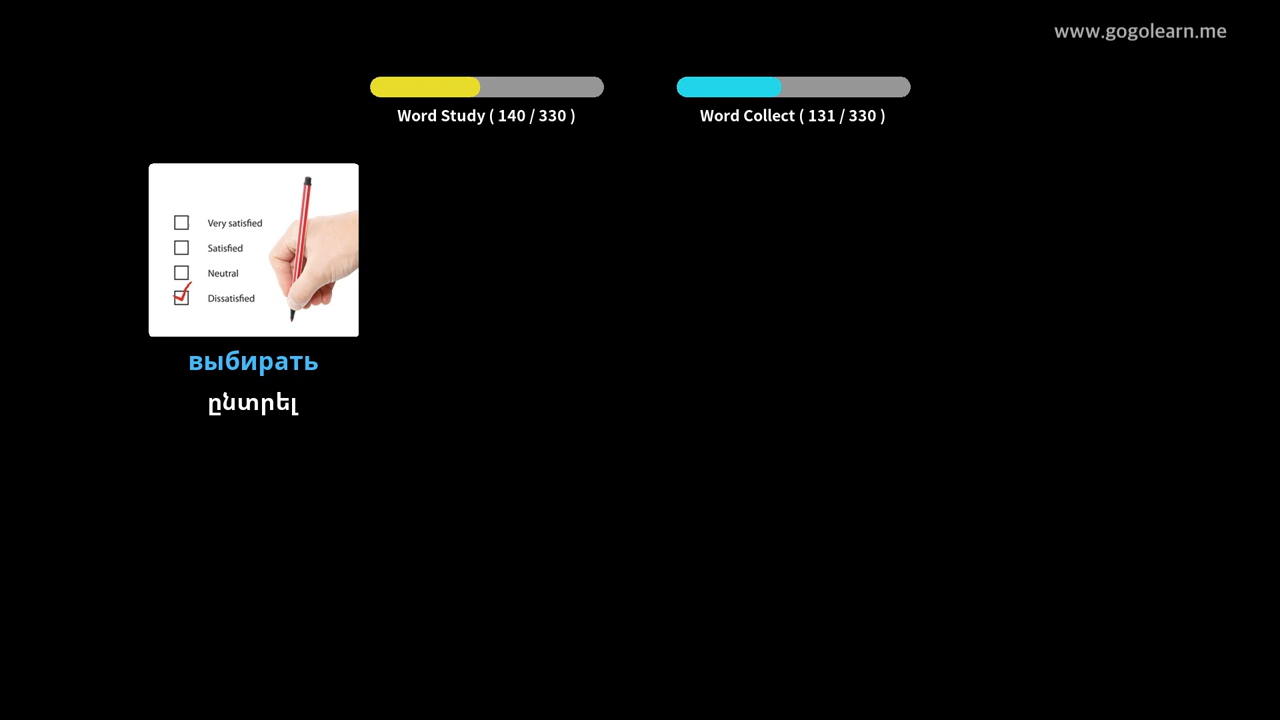 www.gogolearn.me
Word Study ( 140 / 330 )
Word Collect ( 131 / 330 )
Very satisfied
Satisfied
Neutral
Dissatisfied
выбирать
ընտրել